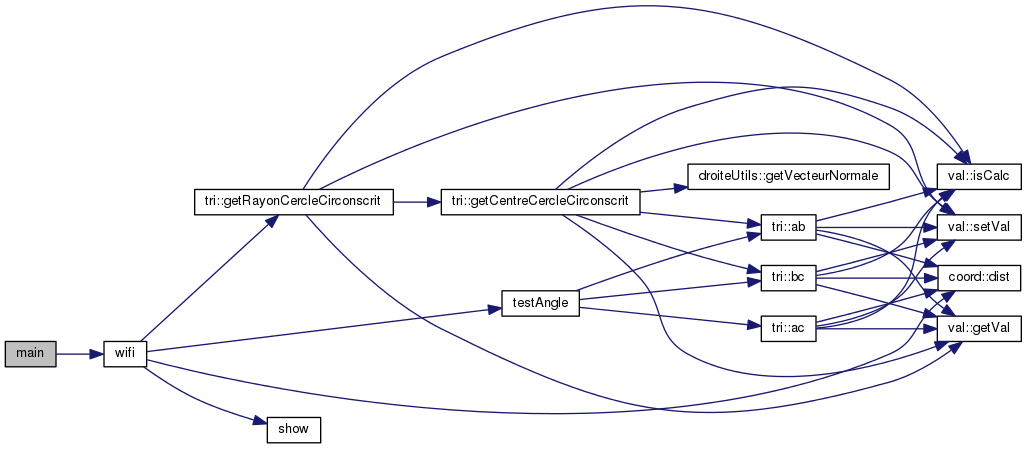 main
wifi
tri::getRayonCercleCirconscrit
testAngle
show
tri::getCentreCercleCirconscrit
droiteUtils::getVecteurNormale
tri::ab
tri::bc
tri::ac
val::isCalc
val::setVal
coord::dist
val::getVal